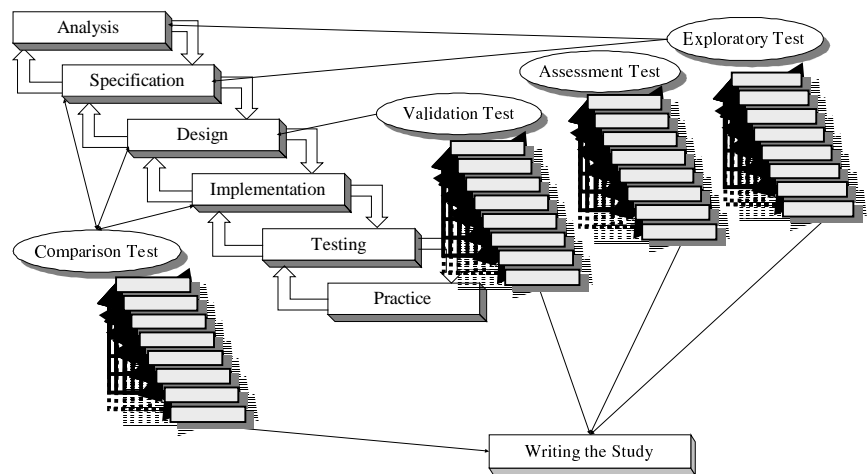 Analysis
Exploratory Test
Specification
Assessment Test
Validation Test
Design
Implementation
Comparison Test
Testing
Practice
Writing the Study